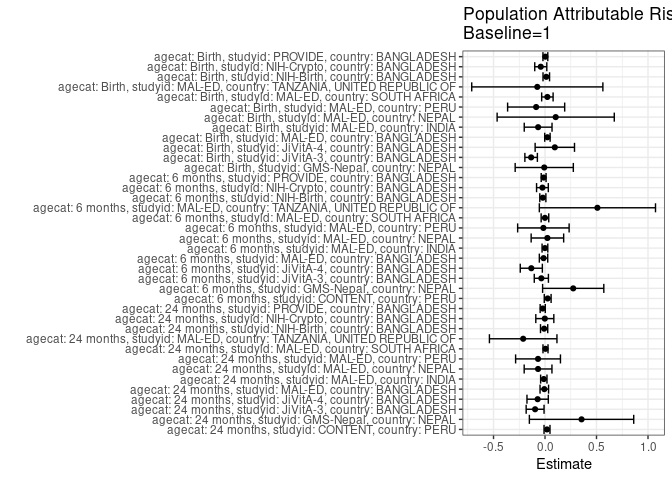 Population Attributable Ris
Baseline=1
agecat: Birth, studyid: PROVIDE, country: BANGLADESH
agecat: Birth, studyid: NIH-Crypto, country: BANGLADESH
agecat: Birth, studyid: NIH-Birth, country: BANGLADESH
agecat: Birth, studyid: MAL-ED, country: TANZANIA, UNITED REPUBLIC OF
agecat: Birth, studyid: MAL-ED, country: SOUTH AFRICA
agecat: Birth, studyid: MAL-ED, country: PERU
agecat: Birth, studyid: MAL-ED, country: NEPAL
agecat: Birth, studyid: MAL-ED, country: INDIA
agecat: Birth, studyid: MAL-ED, country: BANGLADESH
agecat: Birth, studyid: JiVitA-4, country: BANGLADESH
agecat: Birth, studyid: JiVitA-3, country: BANGLADESH
agecat: Birth, studyid: GMS-Nepal, country: NEPAL
agecat: 6 months, studyid: PROVIDE, country: BANGLADESH
agecat: 6 months, studyid: NIH-Crypto, country: BANGLADESH
agecat: 6 months, studyid: NIH-Birth, country: BANGLADESH
agecat: 6 months, studyid: MAL-ED, country: TANZANIA, UNITED REPUBLIC OF
agecat: 6 months, studyid: MAL-ED, country: SOUTH AFRICA
agecat: 6 months, studyid: MAL-ED, country: PERU
agecat: 6 months, studyid: MAL-ED, country: NEPAL
agecat: 6 months, studyid: MAL-ED, country: INDIA
agecat: 6 months, studyid: MAL-ED, country: BANGLADESH
agecat: 6 months, studyid: JiVitA-4, country: BANGLADESH
agecat: 6 months, studyid: JiVitA-3, country: BANGLADESH
agecat: 6 months, studyid: GMS-Nepal, country: NEPAL
agecat: 6 months, studyid: CONTENT, country: PERU
agecat: 24 months, studyid: PROVIDE, country: BANGLADESH
agecat: 24 months, studyid: NIH-Crypto, country: BANGLADESH
agecat: 24 months, studyid: NIH-Birth, country: BANGLADESH
agecat: 24 months, studyid: MAL-ED, country: TANZANIA, UNITED REPUBLIC OF
agecat: 24 months, studyid: MAL-ED, country: SOUTH AFRICA
agecat: 24 months, studyid: MAL-ED, country: PERU
agecat: 24 months, studyid: MAL-ED, country: NEPAL
agecat: 24 months, studyid: MAL-ED, country: INDIA
agecat: 24 months, studyid: MAL-ED, country: BANGLADESH
agecat: 24 months, studyid: JiVitA-4, country: BANGLADESH
agecat: 24 months, studyid: JiVitA-3, country: BANGLADESH
agecat: 24 months, studyid: GMS-Nepal, country: NEPAL
agecat: 24 months, studyid: CONTENT, country: PERU
-0.5 0.0 0.5 1.0
Estimate